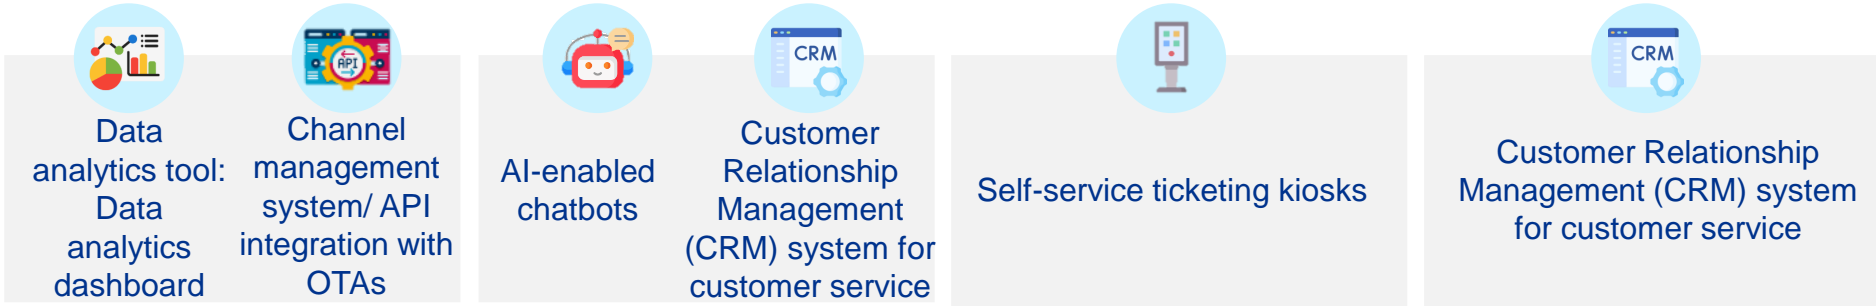 API
CRM
CRM
Data
analytics tool:
Data
analytics
dashboard
Channel
management
system/ API
integration with
OTAs
AI-enabled
chatbots
Customer
Relationship
Management
(CRM) system for
customer service
Self-service ticketing kiosks
Customer Relationship
Management (CRM) system
for customer service